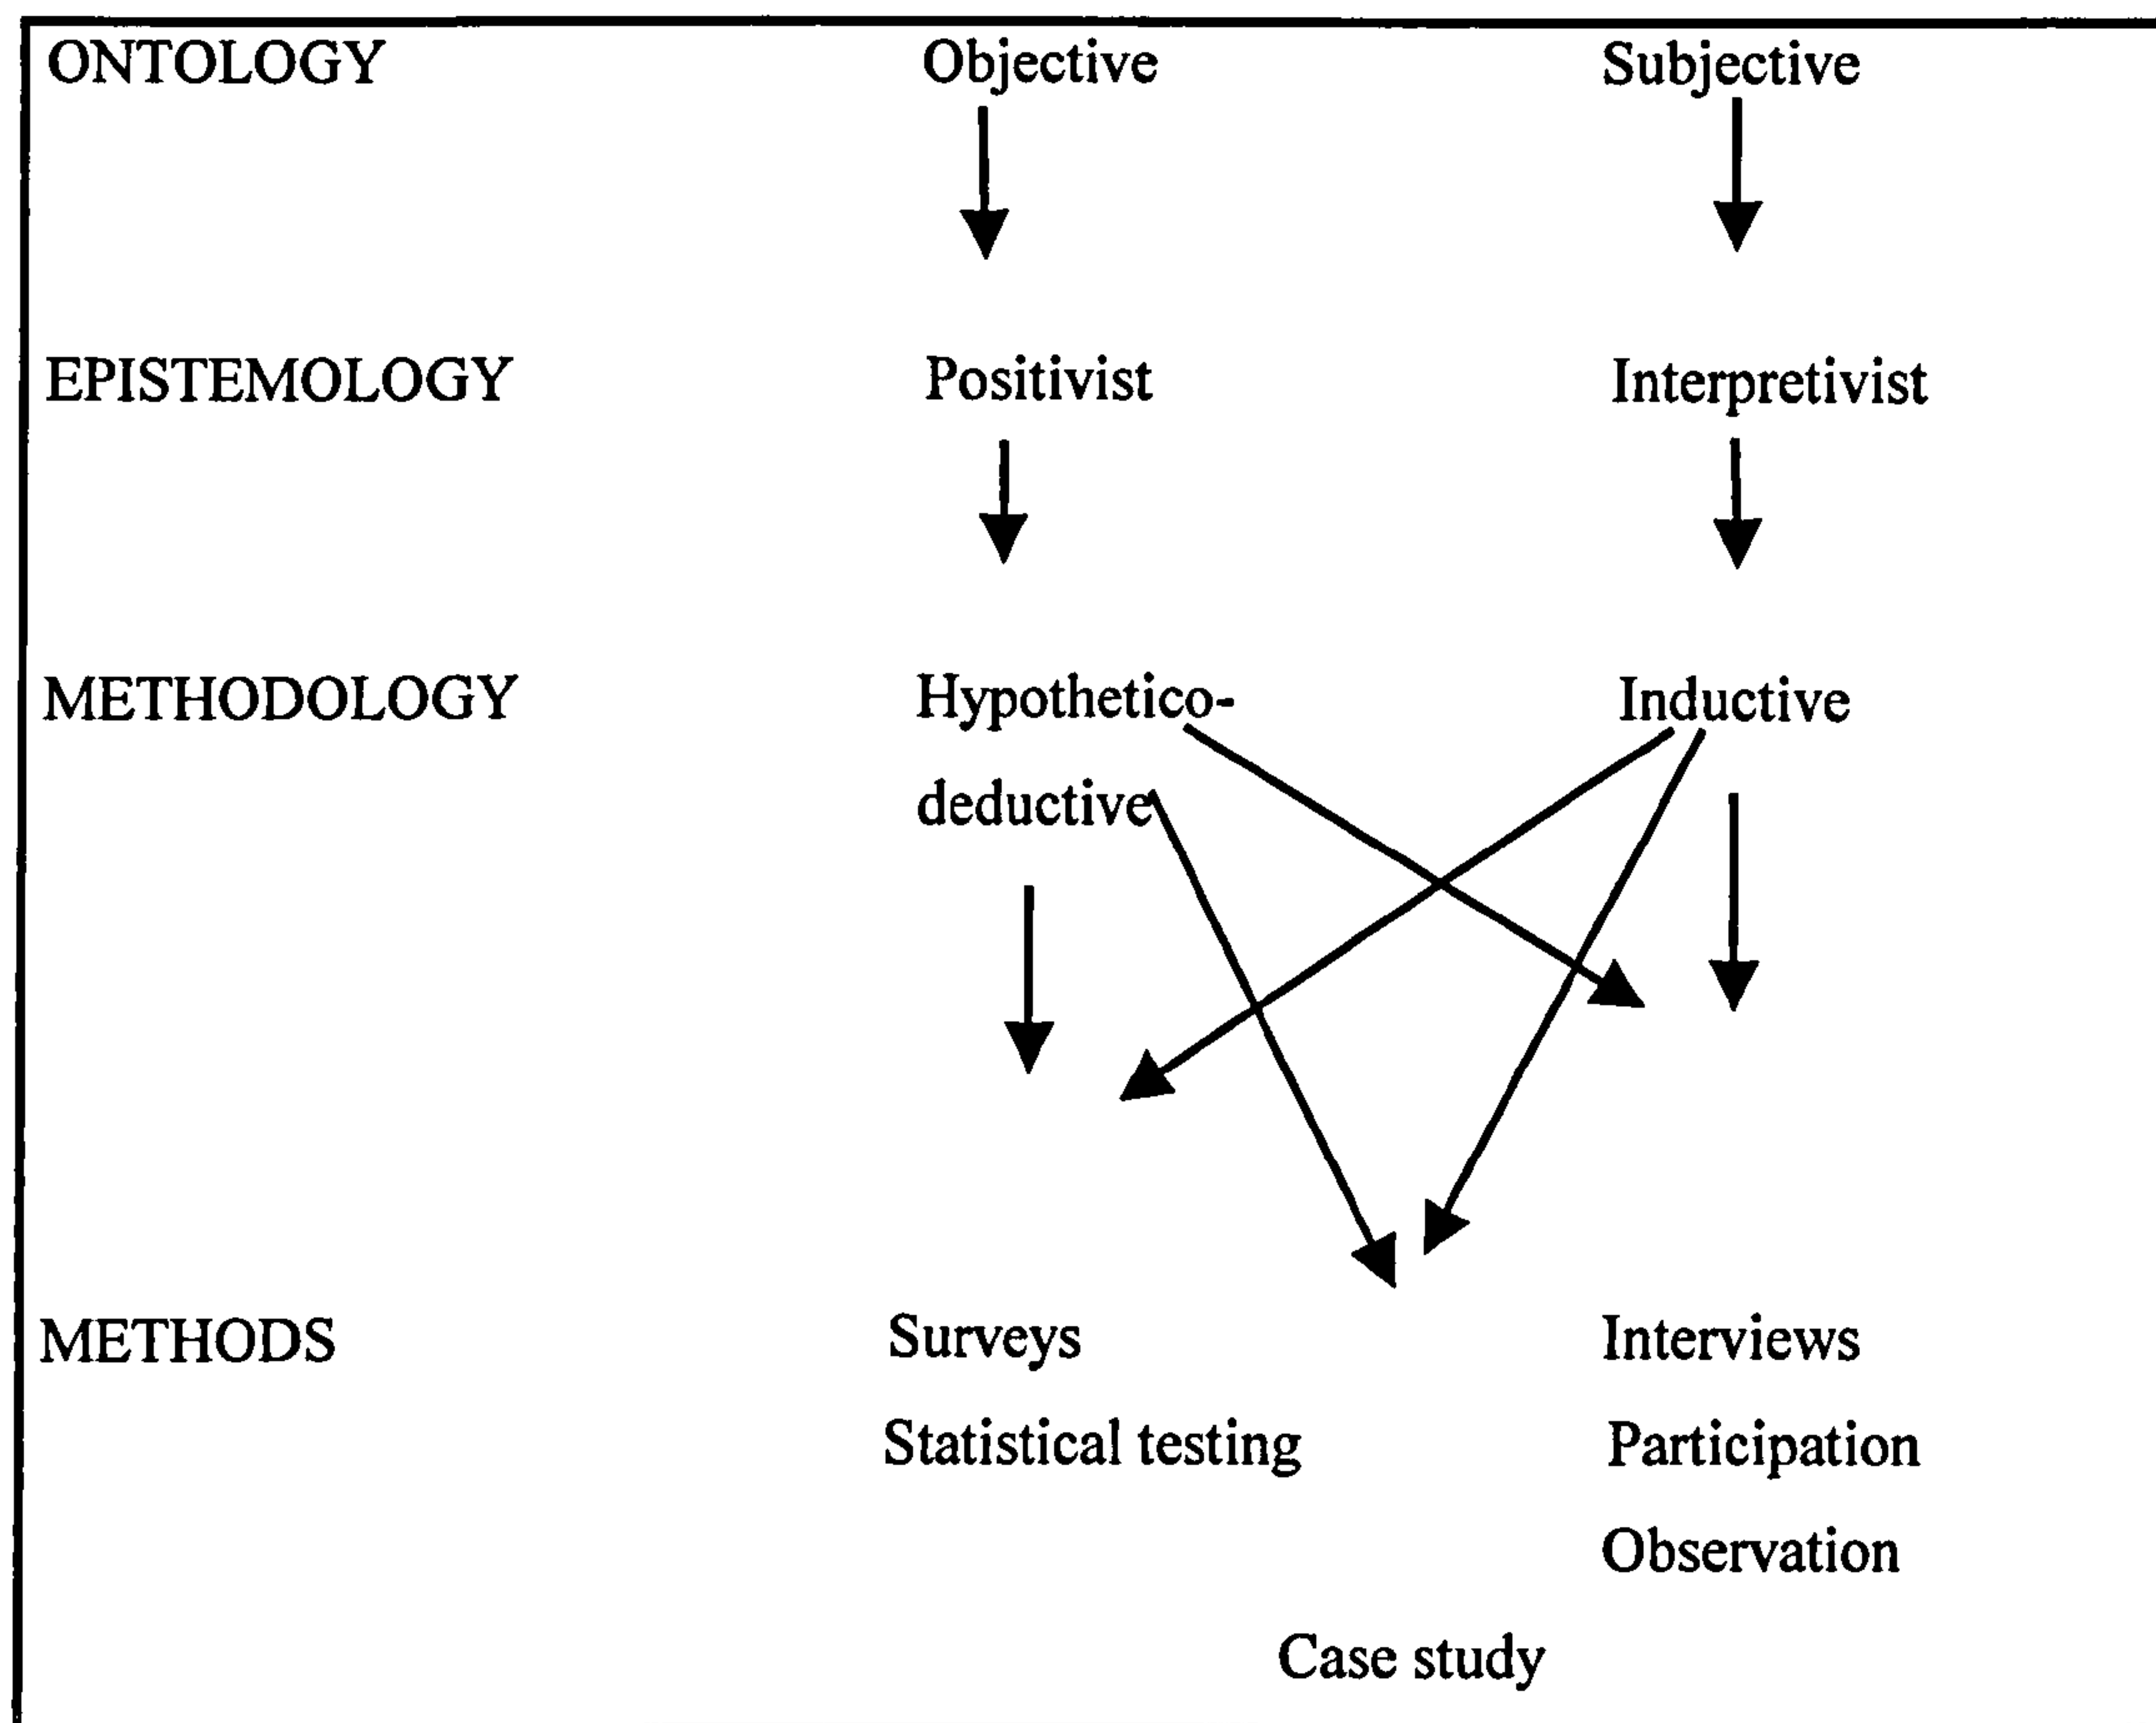 ONTOLOGY Objective Subjective
EPISTEMOLOGY Positivist Interpretivist
METHODOLOGY Hypothetico- Inductive
deductive
METHODS Surveys Interviews
Statistical testing Participation
Observation
Case study